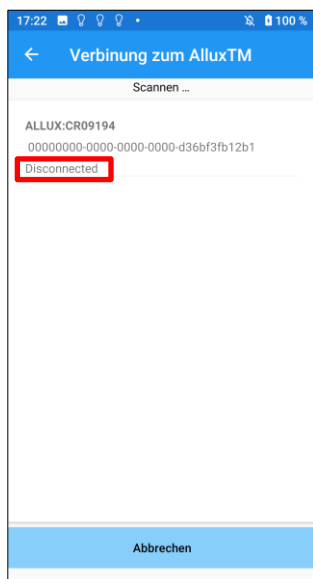 17:22 100 %
Verbinung zum AlluxTM
Scannen ...
ALLUX:CR09194
00000000-0000-0000-0000-d36bf3fb12b1
Disconnected
Abbrechen